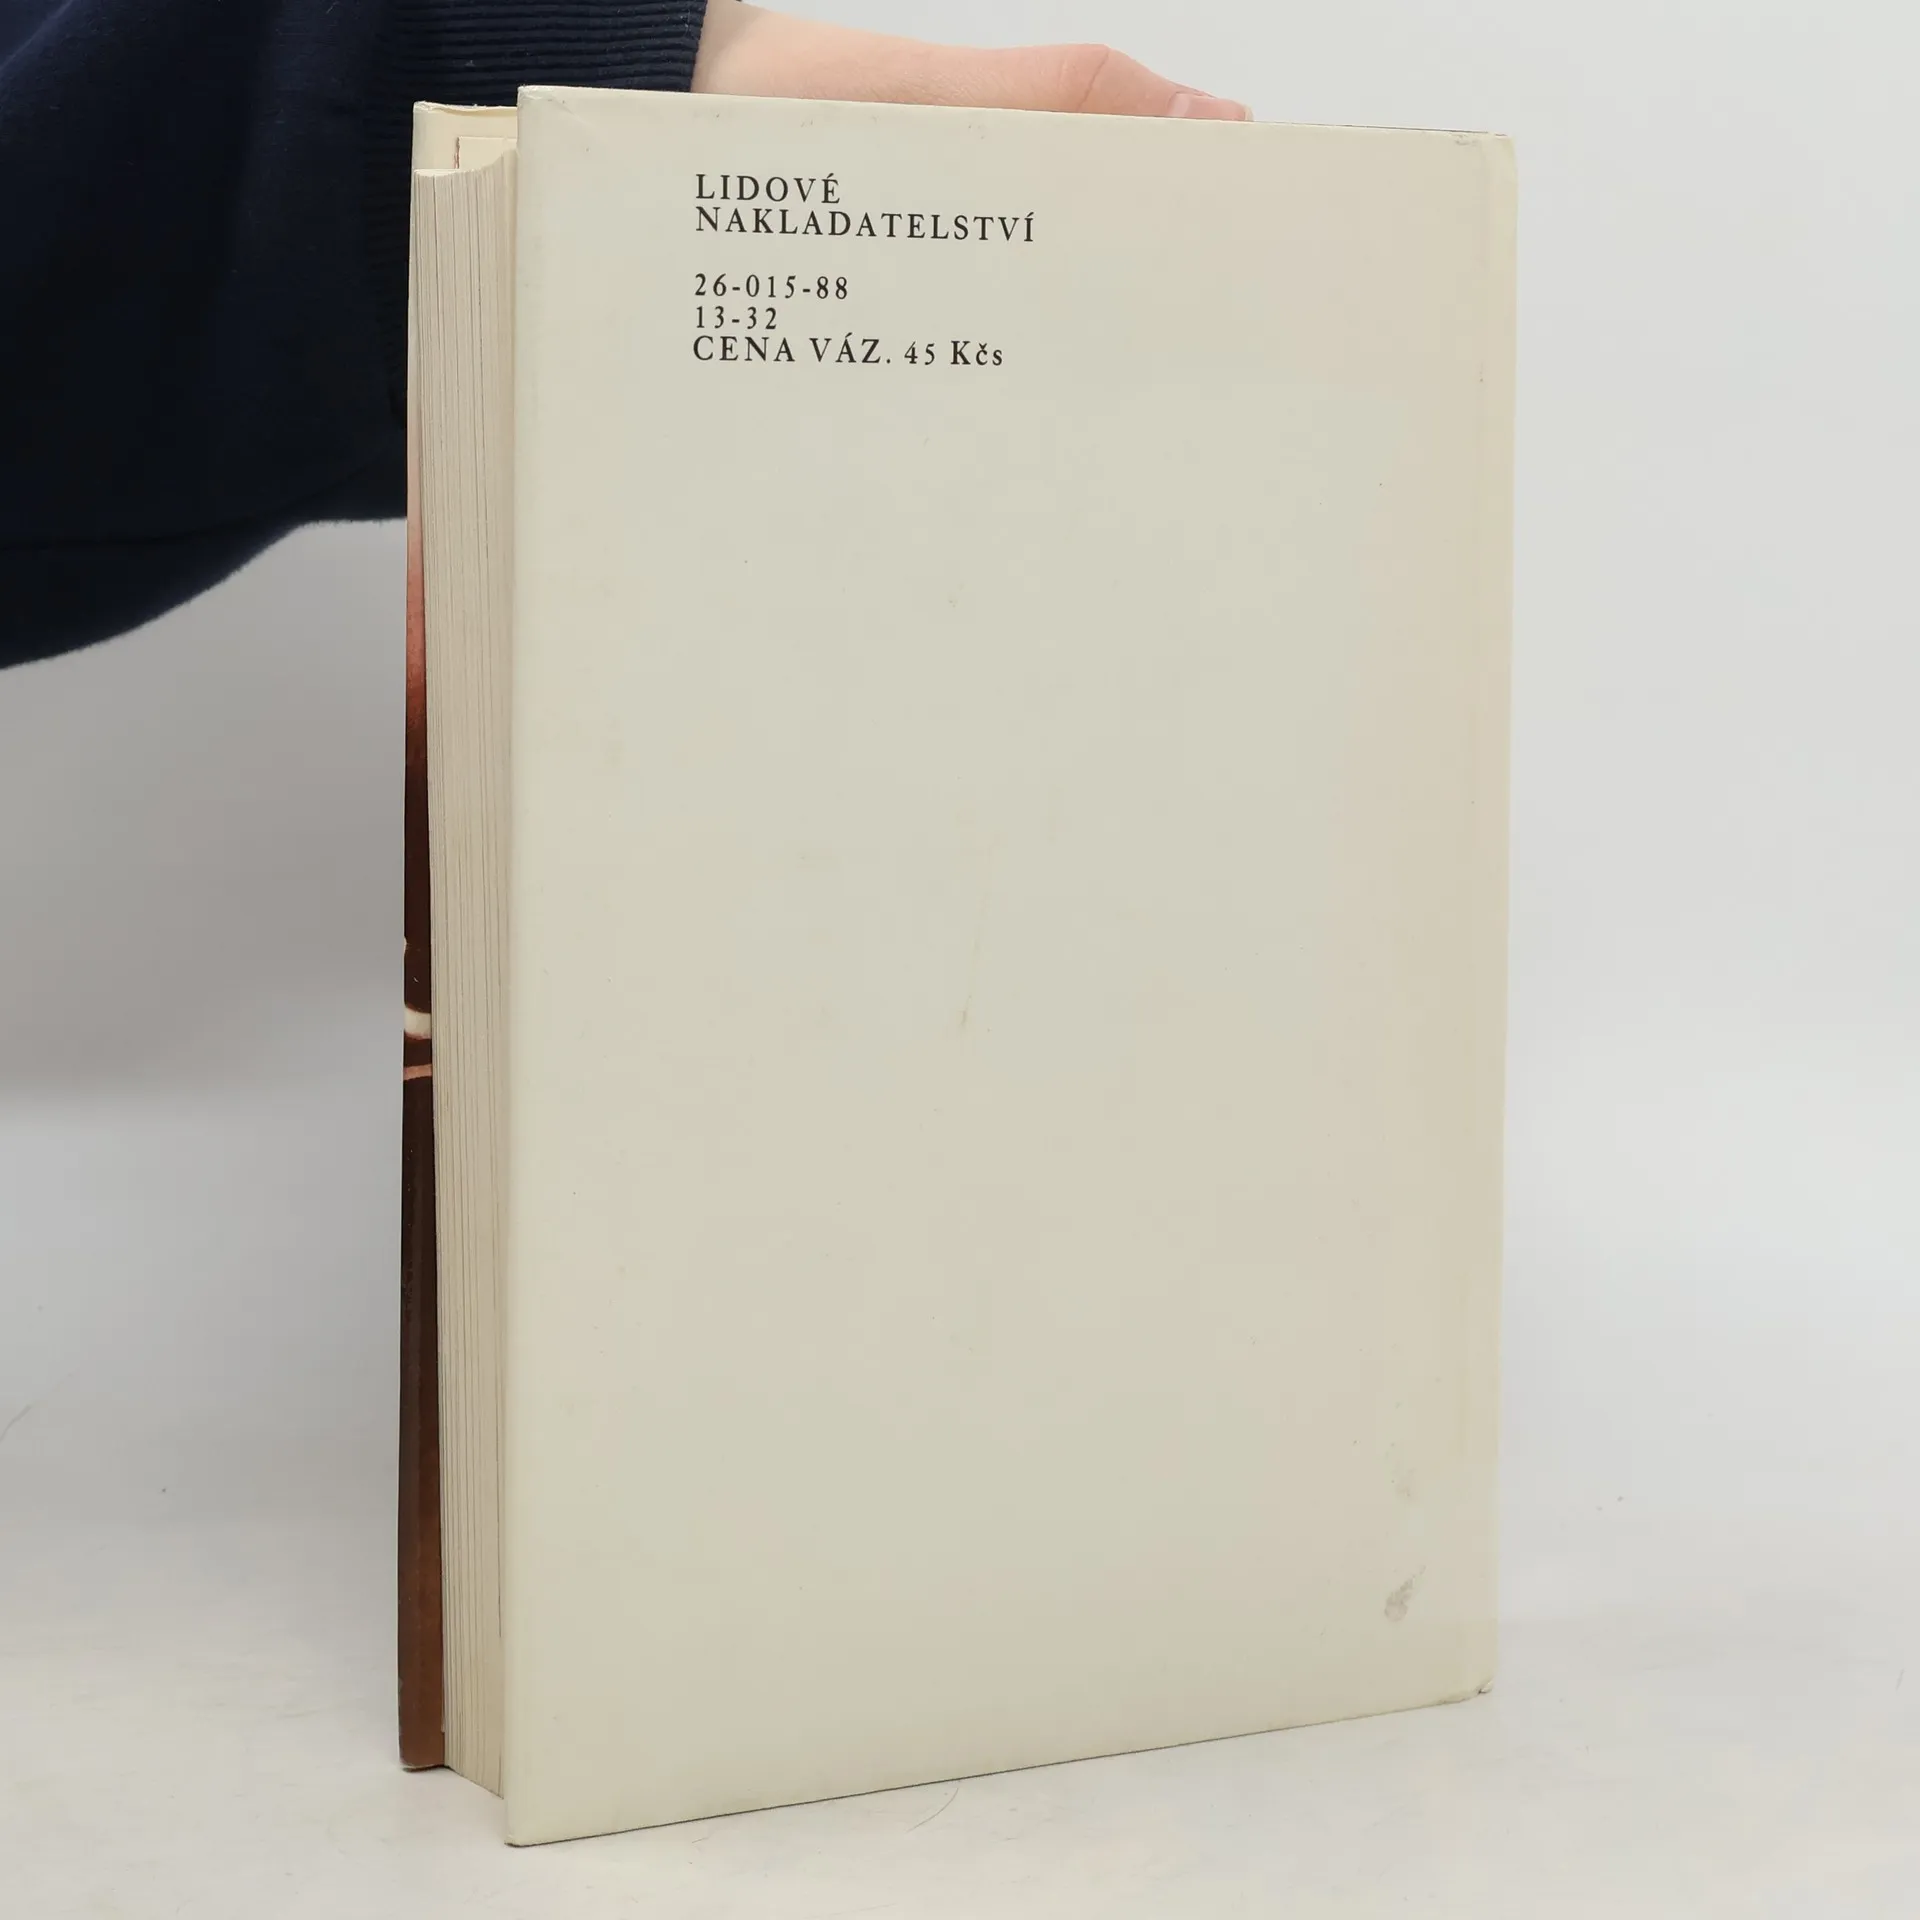 LIDOVÉ
NAKLADATELSTVÍ
26-015-88
13-32
CENA VÁZ. 45 Kčs